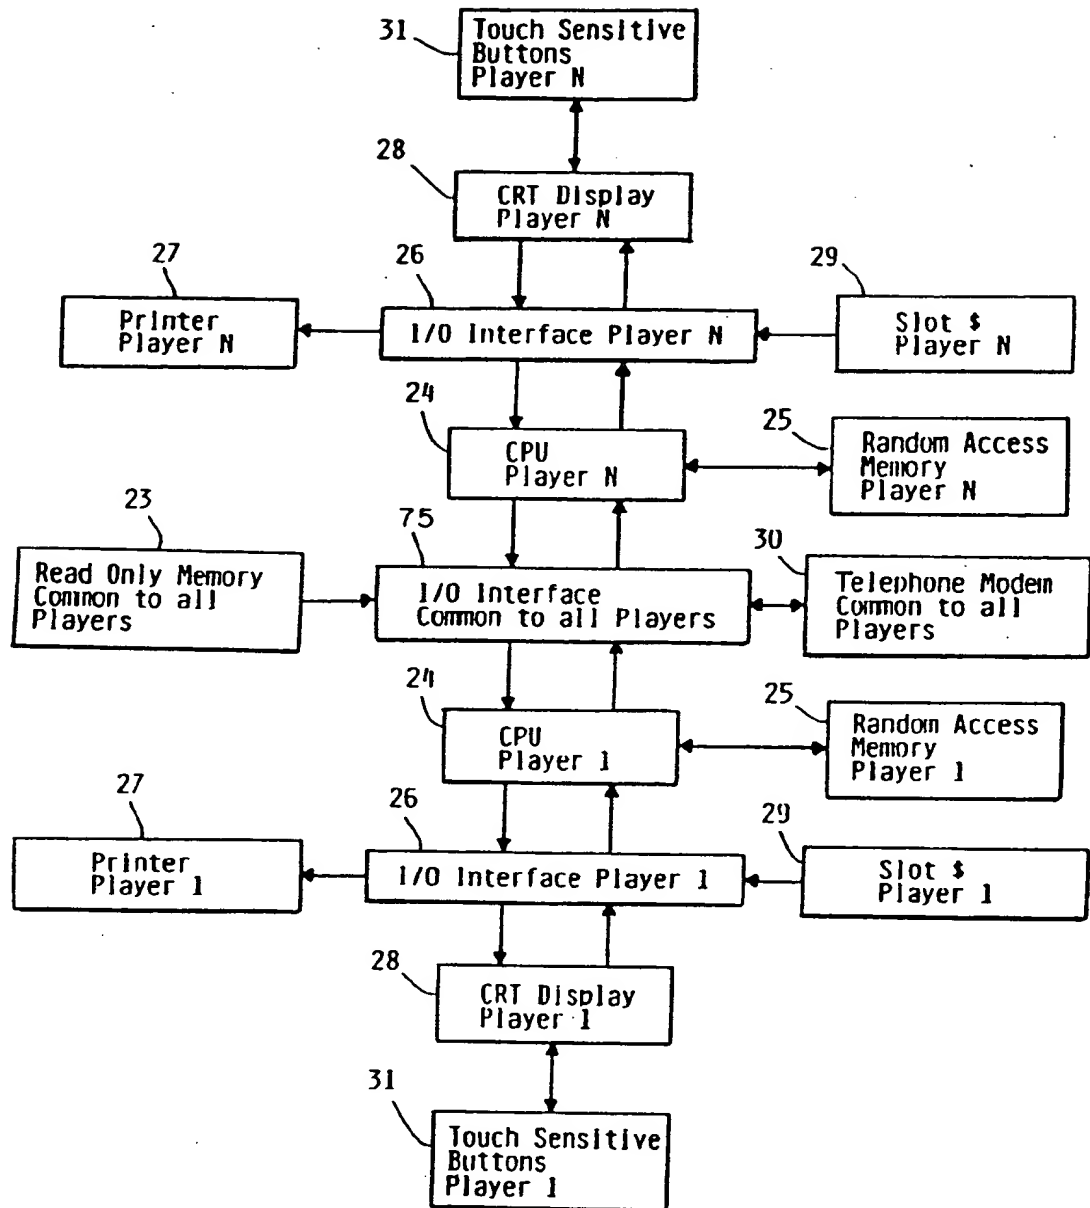 31
Touch Sensitive
Buttons
Player N
28
CRT Display
Player N
27
26
29
Printer
Player N
I/O Interface Player N
Slot $
Player N
24
25
CPU
Player N
Random Access
Memory
Player N
23
75
30
Read Only Memory
Common to all
Players
I/O Interface
Common to all Players
Telephone Modem
Common to all
Players
24
25
CPU
Player 1
Random Access
Memory
Player 1
27
26
29
Printer
Player 1
I/O Interface Player 1
Slot $
Player 1
28
CRT Display
Player 1
31
Touch Sensitive
Buttons
Player 1